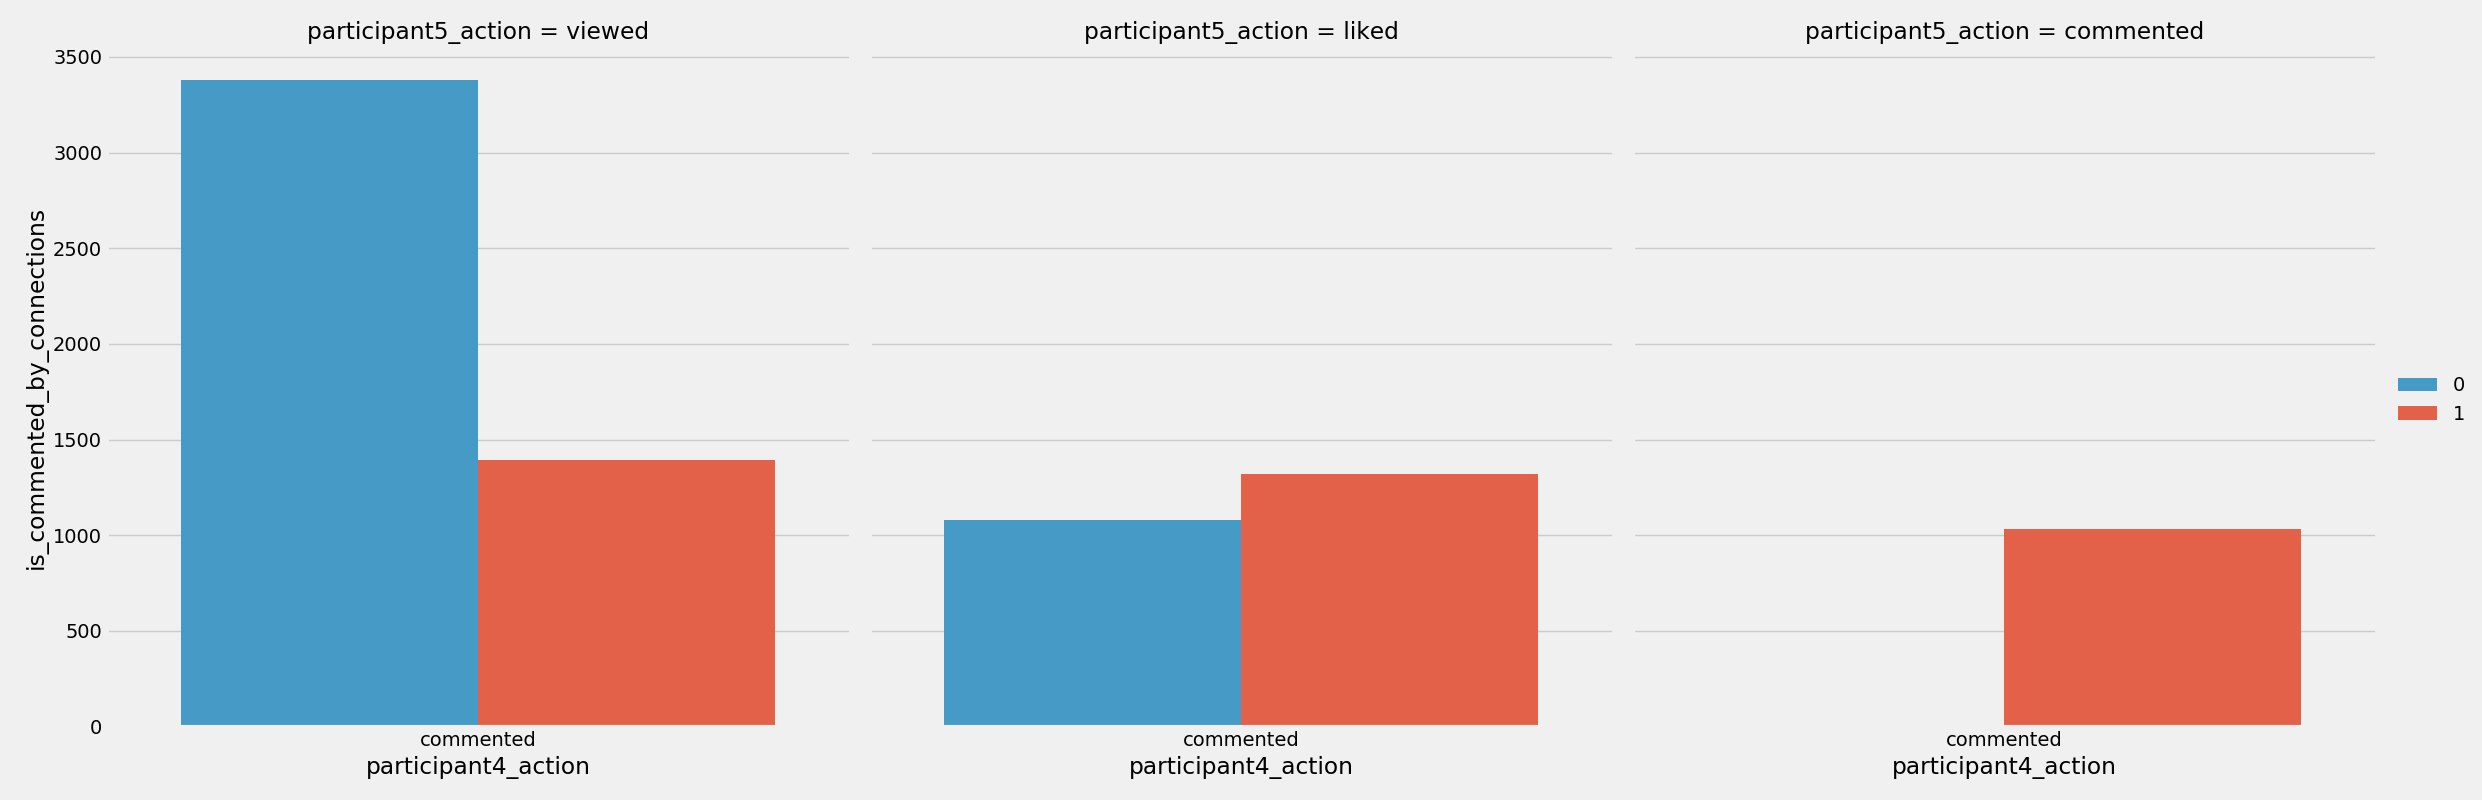 participant5_action = viewed
participant5_action = liked
participant5_action = commented
is_commented_by_connections
3500
3000
2500
2000
1500
1000
500
0
commented
commented
commented
participant4_action
participant4_action
participant4_action
0
1